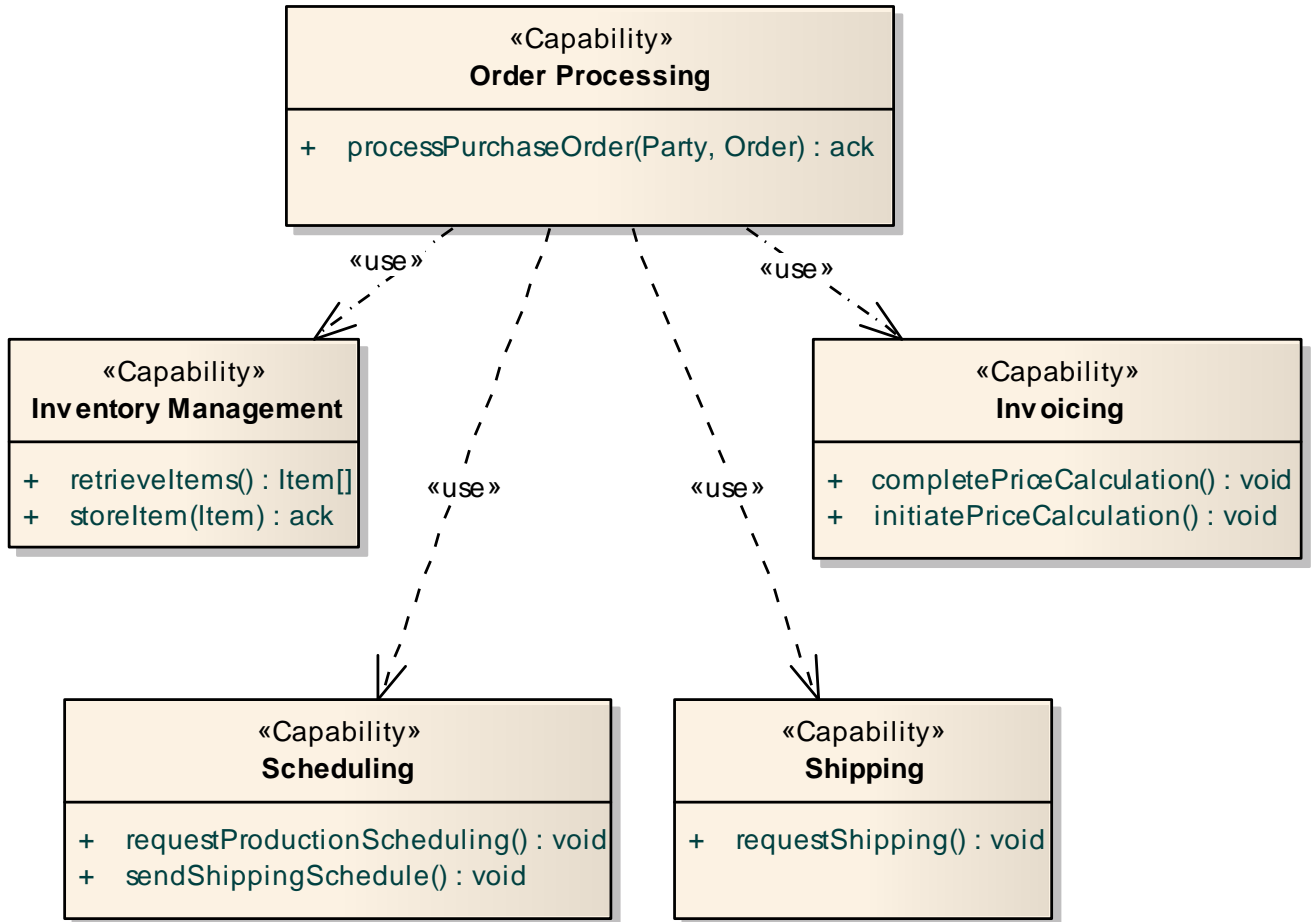 «Capability»
Order Processing
+ processPurchaseOrder(Party, Order) : ack
«use»
«use»
«Capability»
Inventory Management
+ retrieveItems() : Item[]
+ storeItem(Item) : ack
«Capability»
Invoicing
+ completePriceCalculation() : void
+ initiatePriceCalculation() : void
«use»
«use»
«Capability»
Scheduling
+ requestProductionScheduling() : void
+ sendShippingSchedule() : void
«Capability»
Shipping
+ requestShipping() : void